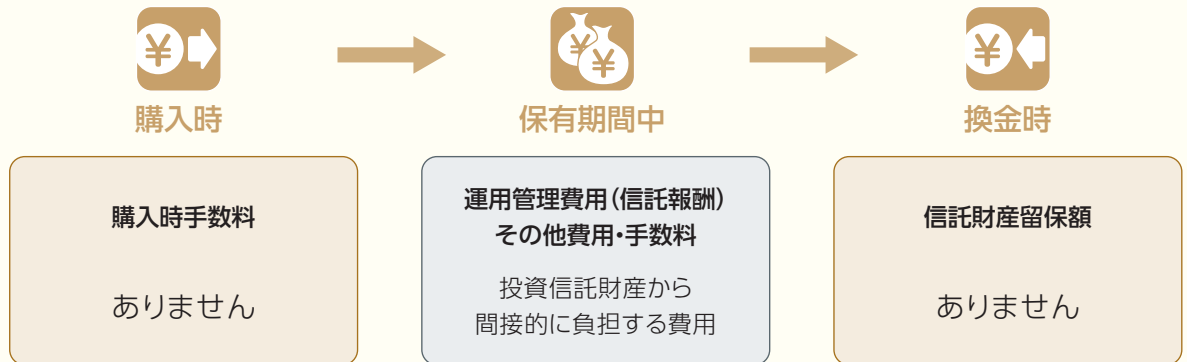 購入時
保有期間中
換金時
購入時手数料
ありません
運用管理費用(信託報酬)
その他費用・手数料
投資信託財産から
間接的に負担する費用
信託財産留保額
ありません